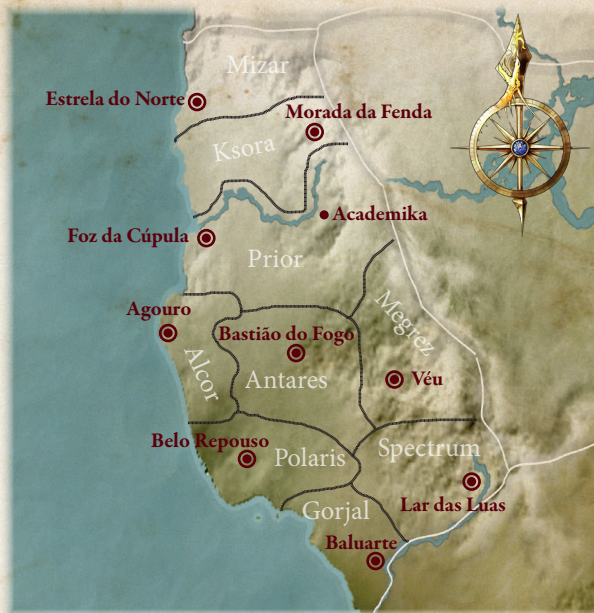 Mizar
Estrela do Norte
Morada da Fenda
Ksora
Academika
Foz da Cúpula
Prior
Agouro
Megrez
Bastião do Fogo
Alcor
Antares
Véu
Belo Repouso
Polaris
Spectrum
Lar das Luas
Gorjal
Baluarte